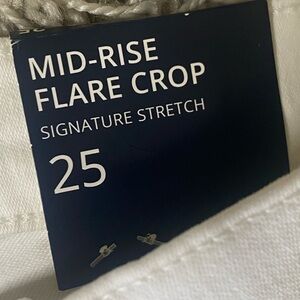 MID-RISE
FLARE CROP
SIGNATURE STRETCH
25